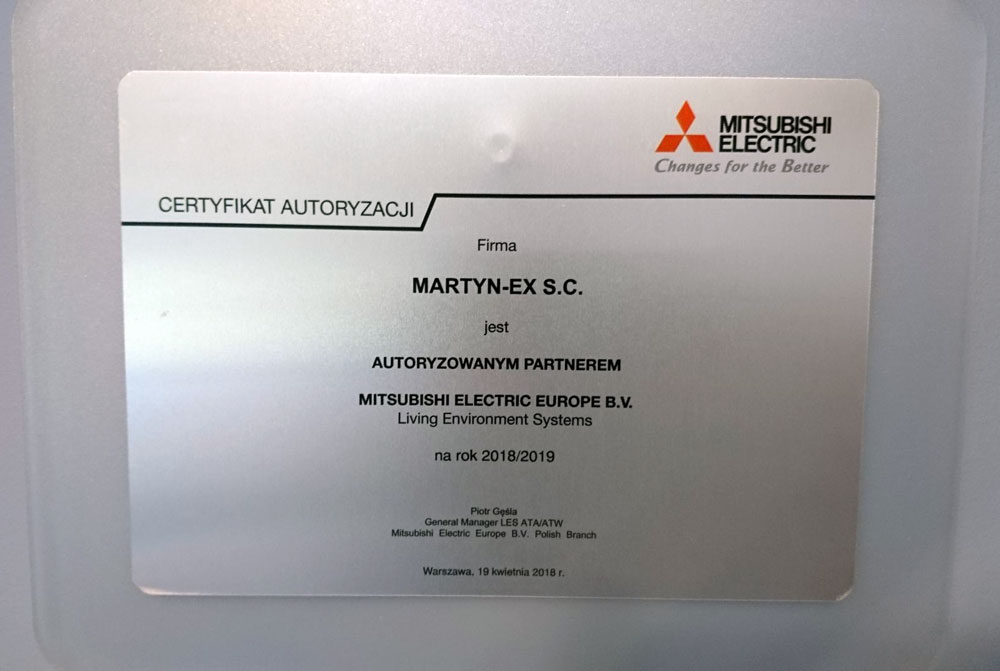 MITSUBISHI
ELECTRIC
Changes for the Better
CERTYFIKAT AUTORYZACJI
Firma
MARTYN-EX S.C.
jest
AUTORYZOWANYM PARTNEREM
MITSUBISHI ELECTRIC EUROPE B.V.
Living Environment Systems
na rok 2018/2019
Piotr Gęśla
General Manager LES ATA/ATW
Mitsubishi Electric Europe B.V. Polish Branch
Warszawa, 19 kwietnia 2018 r.